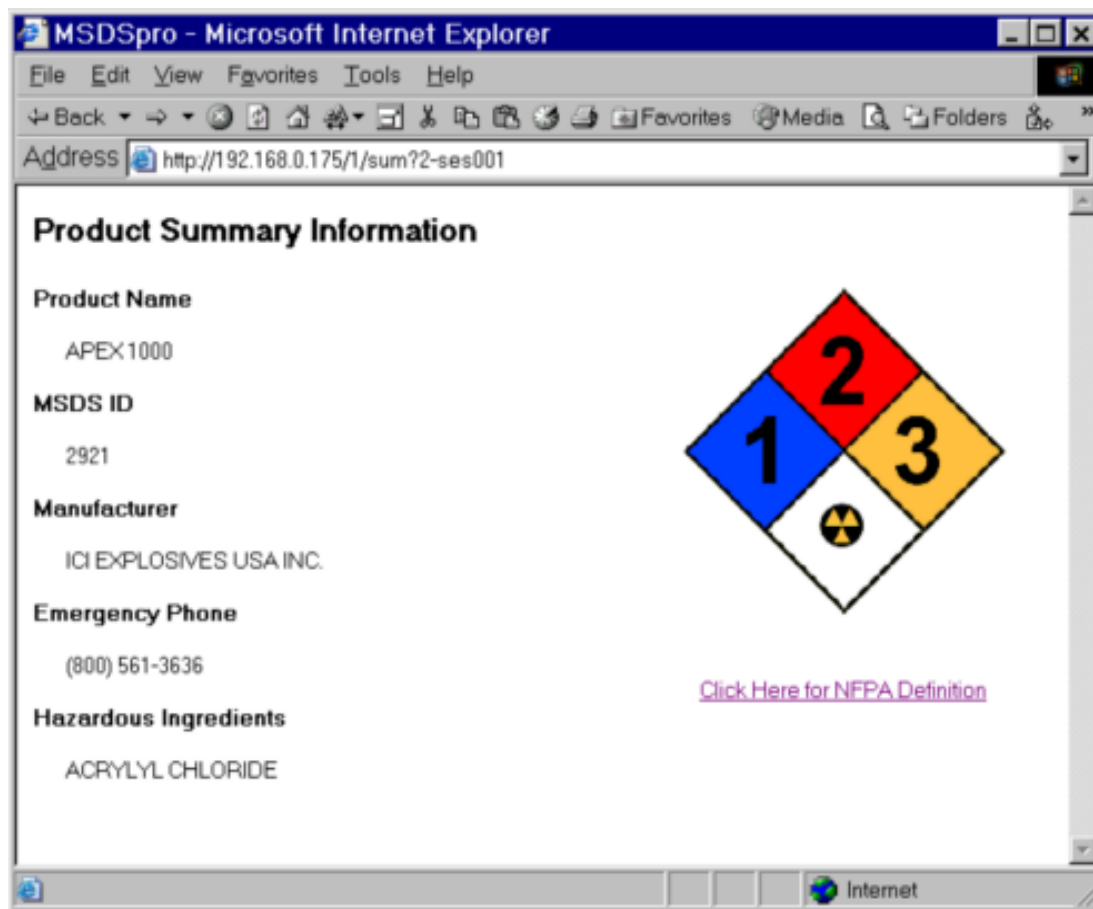 MSDSpro - Microsoft Internet Explorer
File Edit View Favorites Tools Help
Back Favorites Media Folders »
Address http://192.168.0.175/1/sum?2-ses001
Product Summary Information
Product Name
APEX 1000
MSDS ID
2921
Manufacturer
ICI EXPLOSIVES USA INC.
Emergency Phone
(800) 561-3636
Hazardous Ingredients
ACRYLYL CHLORIDE
2
1 3
Click Here for NFPA Definition
Internet